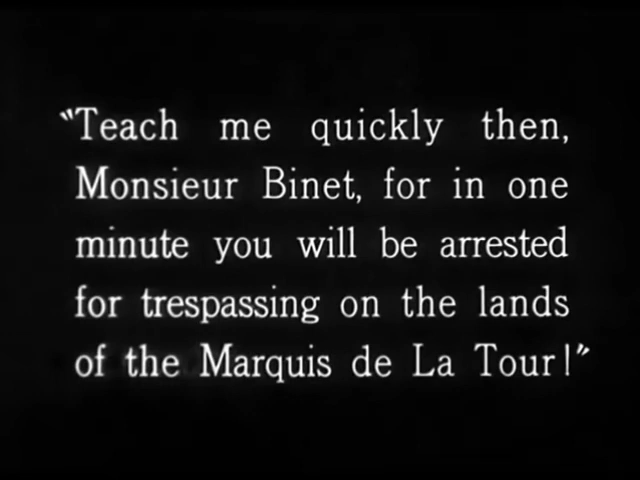 "Teach me quickly then,
Monsieur Binet, for in one
minute you will be arrested
for trespassing on the lands
of the Marquis de La Tour!"